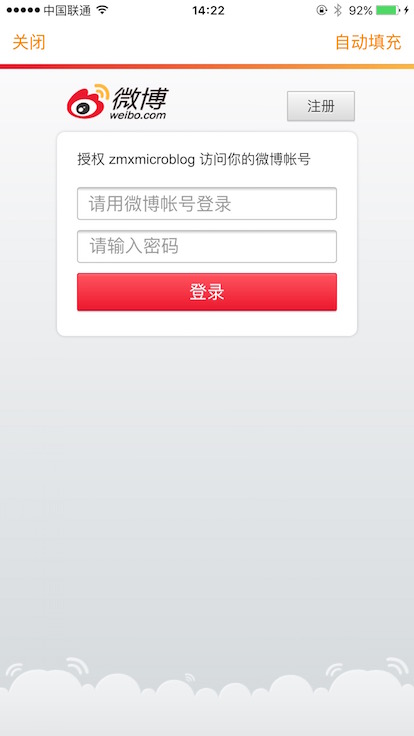 中国联通 14:22 92%
关闭 自动填充
微博
weibo.com
注册
授权 zmxmicroblog 访问你的微博帐号
请用微博帐号登录
请输入密码
登录